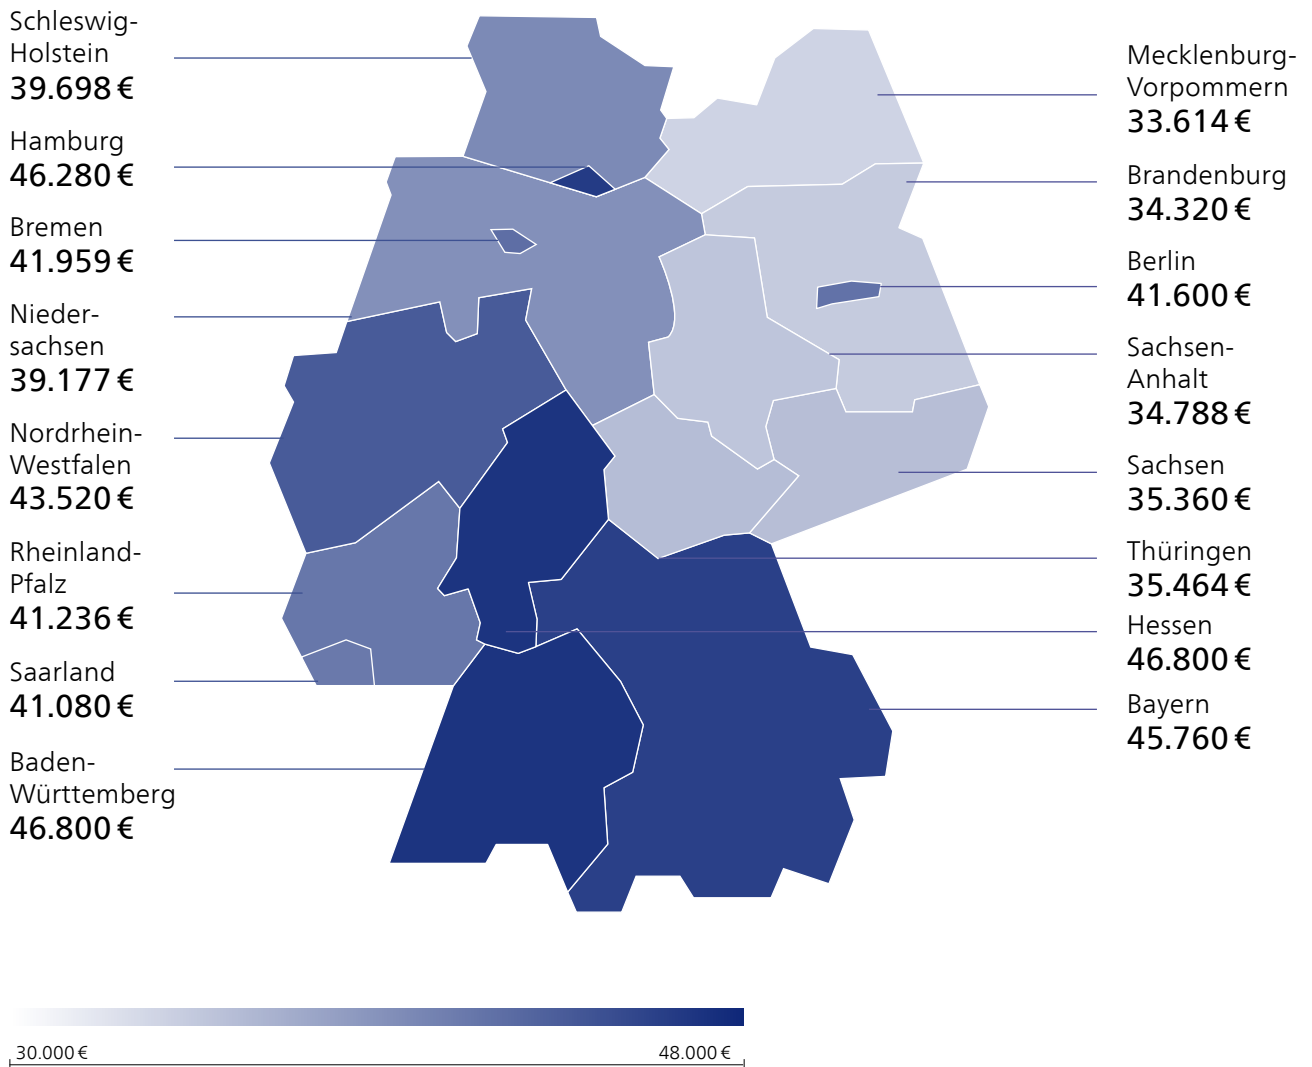 Schleswig-
Holstein
39.698 €
Hamburg
46.280 €
Bremen
41.959 €
Nieder-
sachsen
39.177 €
Nordrhein-
Westfalen
43.520 €
Rheinland-
Pfalz
41.236 €
Saarland
41.080 €
Baden-
Württemberg
46.800 €
Mecklenburg-
Vorpommern
33.614 €
Brandenburg
34.320 €
Berlin
41.600 €
Sachsen-
Anhalt
34.788 €
Sachsen
35.360 €
Thüringen
35.464 €
Hessen
46.800 €
Bayern
45.760 €
30.000 €
48.000 €